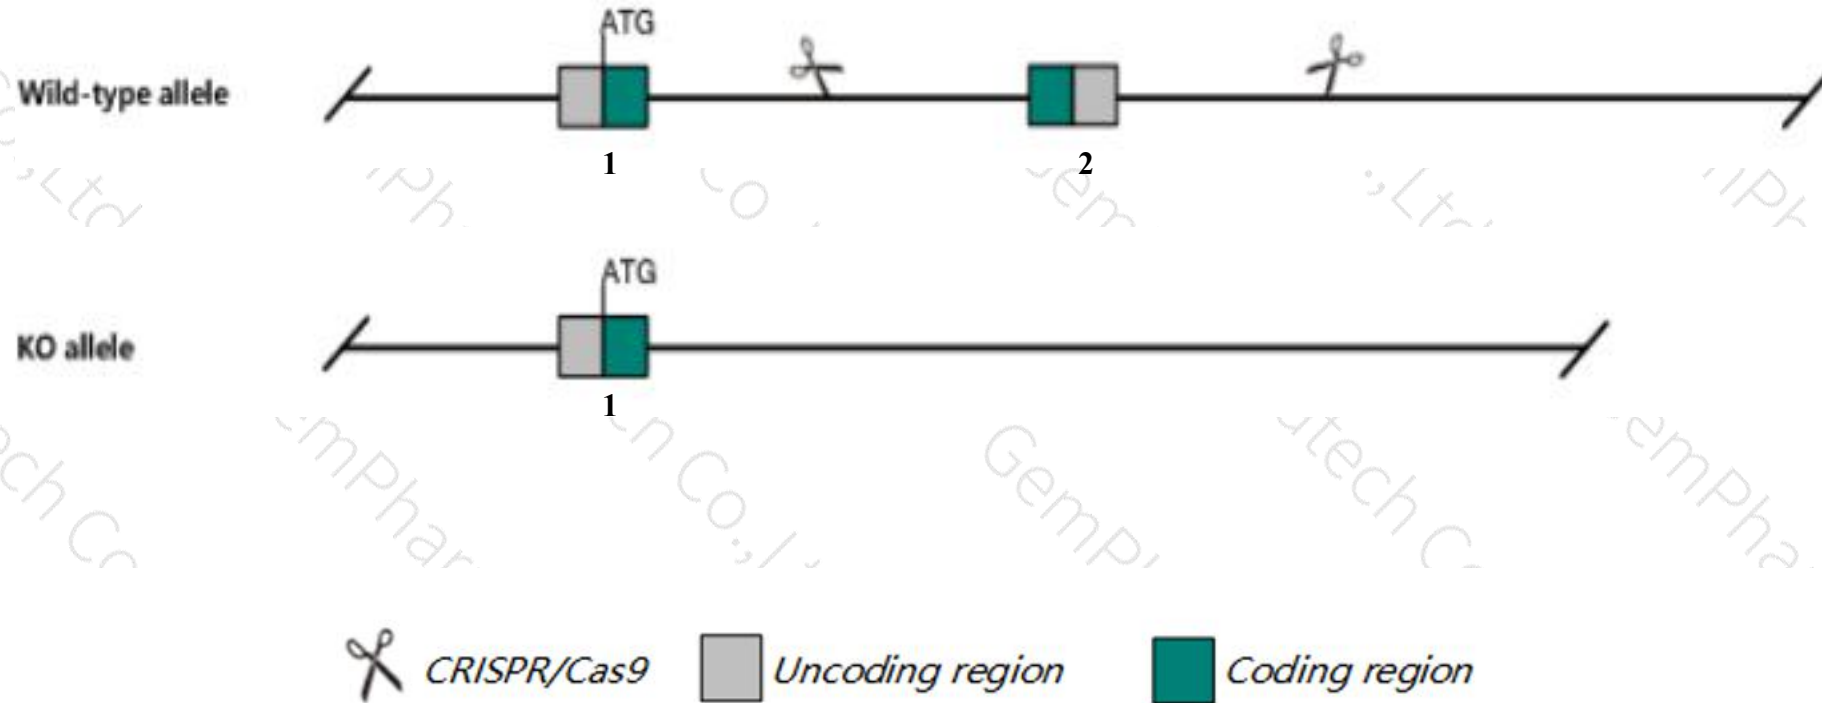 ATG
Wild-type allele
1 2
ATG
KO allele
1
CRISPR/Cas9 Uncoding region Coding region